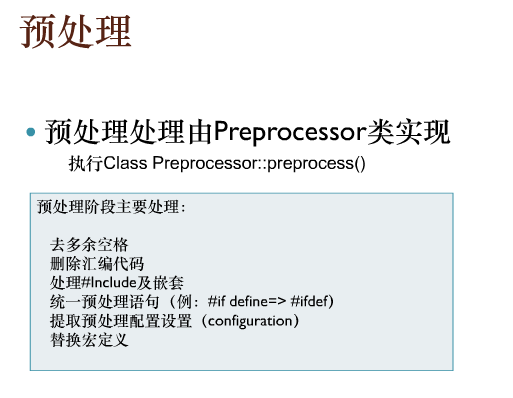 预处理
预处理处理由Preprocessor类实现
执行Class Preprocessor::preprocess()
预处理阶段主要处理：
去多余空格
删除汇编代码
处理#Include及嵌套
统一预处理语句（例：#if define=> #ifdef）
提取预处理配置设置（configuration）
替换宏定义